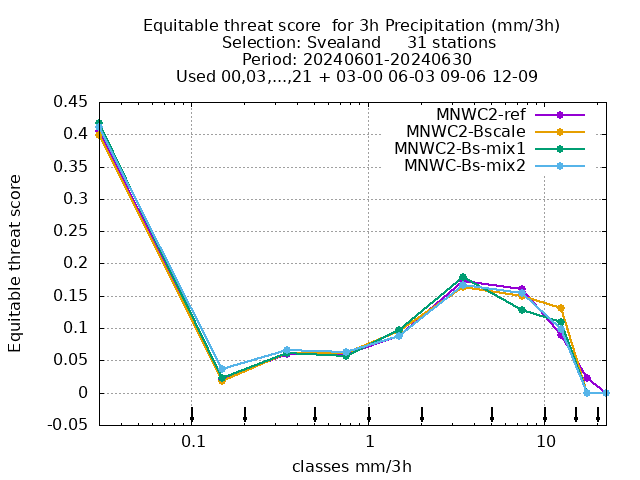 Equitable threat score  for 3h Precipitation (mm/3h)
Selection: Svealand     31 stations
Period: 20240601-20240630
Used 00,03,...,21 + 03-00 06-03 09-06 12-09
MNWC2-ref
MNWC2-Bscale
MNWC2-Bs-mix1
MNWC-Bs-mix2
Equitable threat score
0.45
0.4
0.35
0.3
0.25
0.2
0.15
0.1
0.05
0
-0.05
0.1 1 10
classes mm/3h